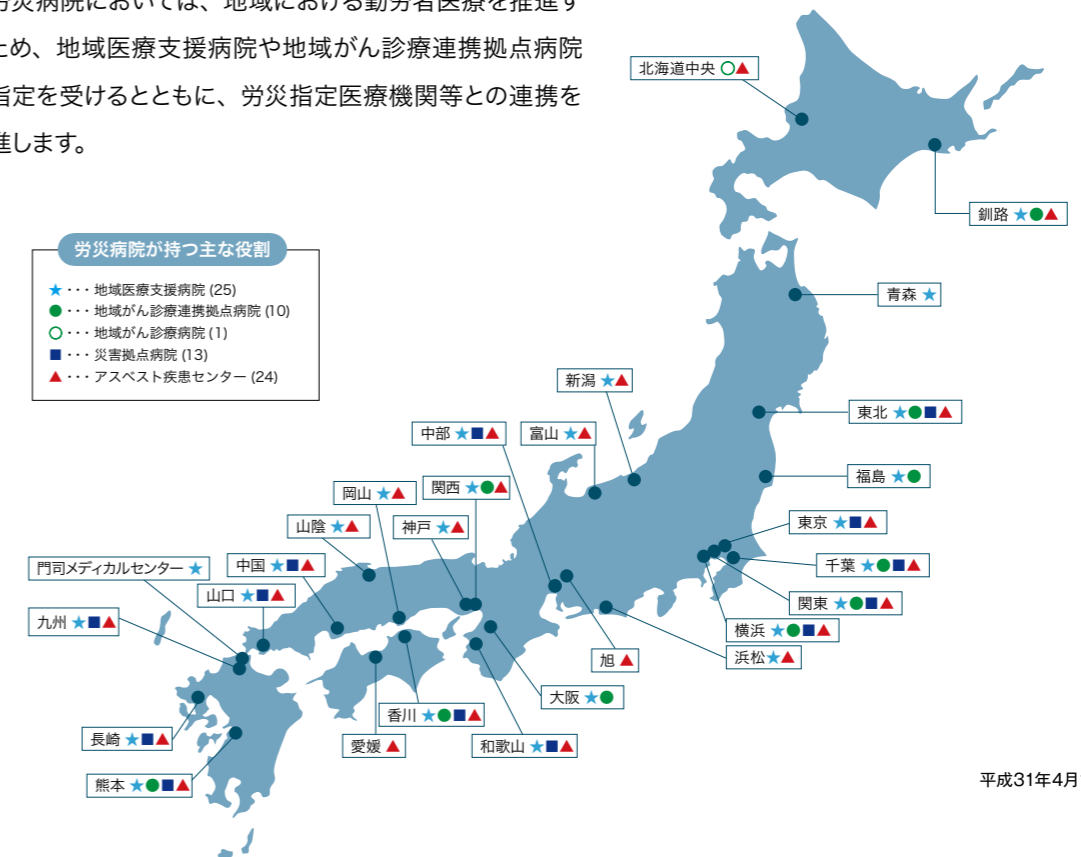 労災病院においては、地域における勤労者医療を推進す
ため、地域医療支援病院や地域がん診療連携拠点病院
指定を受けるとともに、労災指定医療機関等との連携を
進します。
労災病院が持つ主な役割
★・・・地域医療支援病院 (25)
●・・・地域がん診療連携拠点病院 (10)
○・・・地域がん診療病院 (1)
■・・・災害拠点病院 (13)
▲・・・アスベスト疾患センター (24)
北海道中央 ○▲
釧路 ★●▲
青森 ★
新潟 ★▲
東北 ★●■▲
中部 ★■▲
富山 ★▲
福島 ★●
関西 ★●▲
岡山 ★▲
東京 ★■▲
山陰 ★▲
神戸 ★▲
千葉 ★●■▲
門司メディカルセンター ★
中国 ★■▲
山口 ★■▲
関東 ★●■▲
九州 ★■▲
横浜 ★●■▲
旭 ▲
浜松★▲
大阪 ★●
香川 ★●■▲
長崎 ★■▲
愛媛 ▲
和歌山 ★■▲
熊本 ★●■▲
平成31年4月